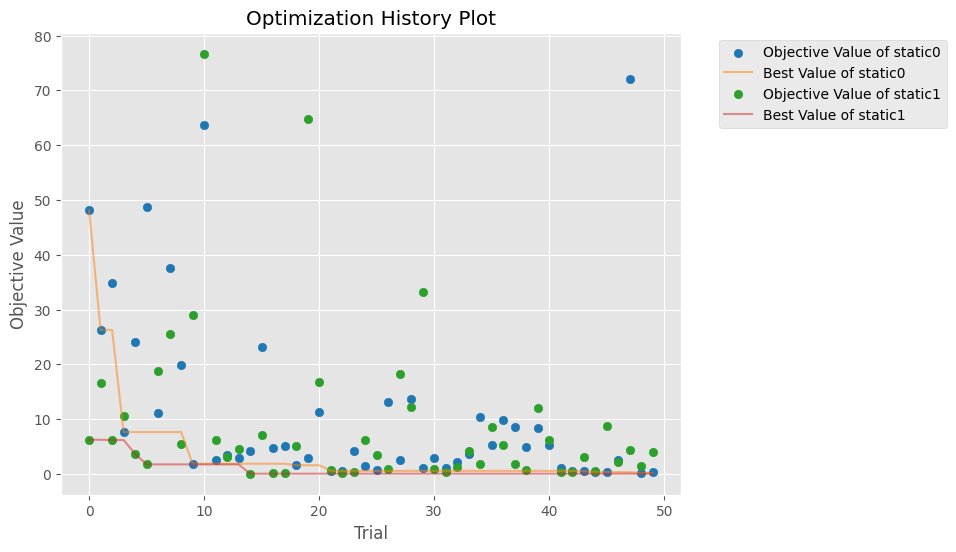 Optimization History Plot
Objective Value of static0
Best Value of static0
Objective Value of static1
Best Value of static1
Objective Value
80
70
60
50
40
30
20
10
0
0 10 20 30 40 50
Trial